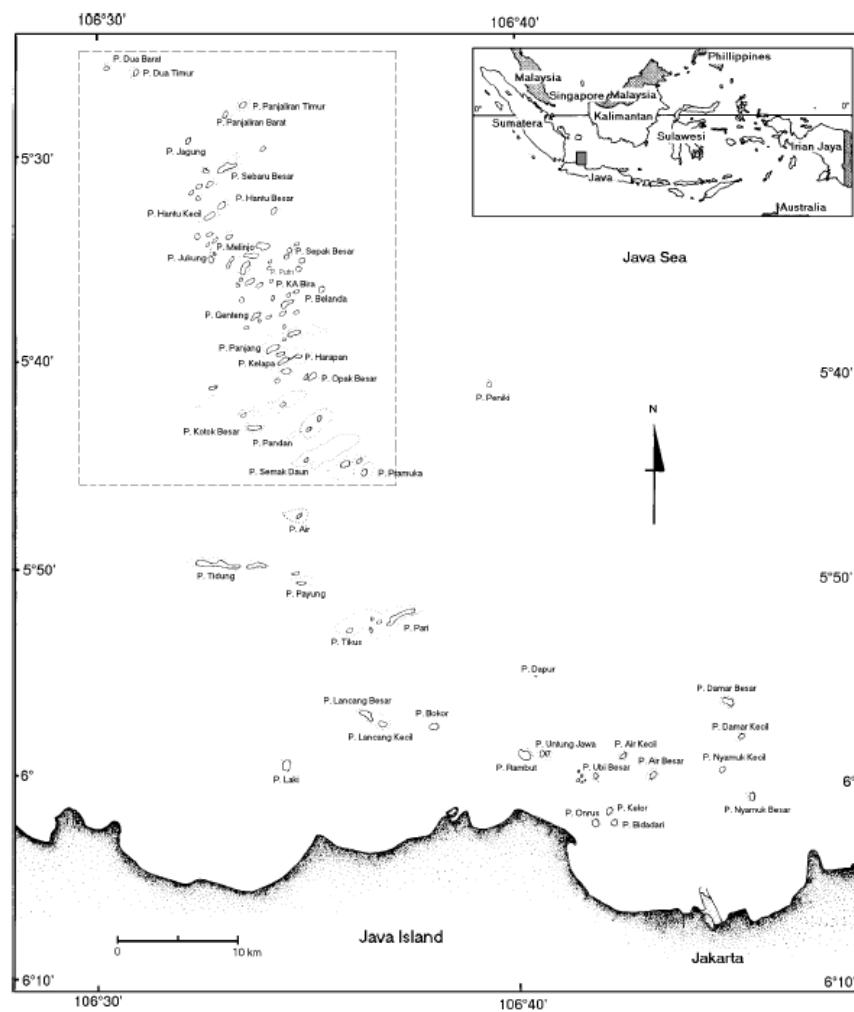 106°30'
106°40'
P. Dua Barat
P. Dua Timur
P. Panjaliran Timur
P. Panjaliran Barat
P. Jagung
5°30'
P. Sebaru Besar
P. Hantu Besar
P. Hantu Kecil
P. Melinjo
P. Sepak Besar
P. Jukung
P. Putri
P. KA Bira
P. Belanda
P. Genteng
P. Panjang
P. Harapan
P. Kelapa
5°40'
P. Opak Besar
P. Kotok Besar
P. Pandan
P. Semak Daun
P. Pramuka
Phillippines
Malaysia
Singapore
Malaysia
0°
0°
Kalimantan
Sumatera
Sulawesi
Irian Jaya
Java
Australia
Java Sea
5°40'
P. Peniki
N
P. Air
5°50'
P. Tidung
P. Payung
5°50'
P. Tikus
P. Pari
P. Dapur
P. Damar Besar
P. Lancang Besar
P. Bokor
P. Lancang Kecil
P. Damar Kecil
P. Untung Jawa
P. Air Kecil
P. Rambut
P. Ubi Besar
P. Air Besar
P. Nyamuk Kecil
6°
P. Laki
6°
P. Onrus
P. Kelor
P. Bidadari
P. Nyamuk Besar
0
10 km
Java Island
Jakarta
6°10'
6°10'
106°30'
106°40'